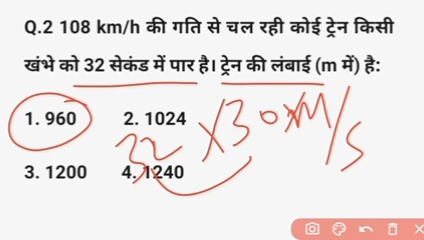 Q.2 108 km/h की गति से चल रही कोई ट्रेन किसी
खंभे को 32 सेकंड में पार है। ट्रेन की लंबाई (m में) है:
1. 960 2. 1024
32 ×30 M/S
3. 1200 4. 1240